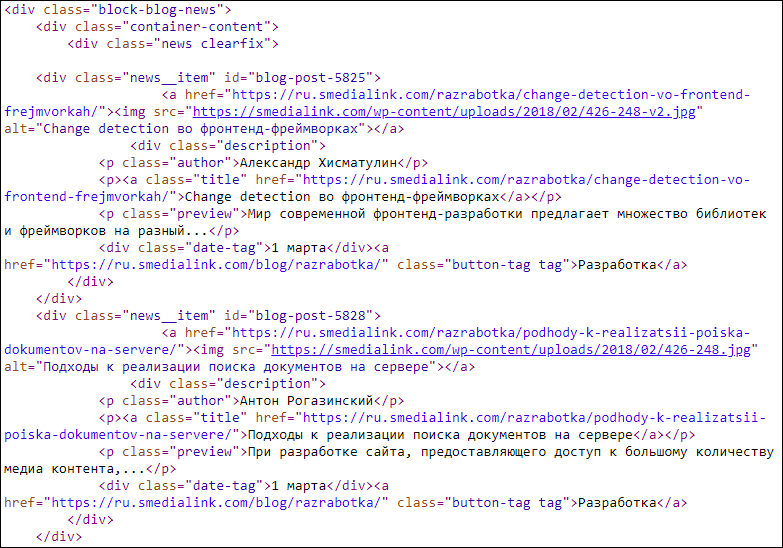 <div class="block-blog-news">
<div class="container-content">
<div class="news clearfix">
<div class="news__item" id="blog-post-5825">
<a href="https://ru.smedialink.com/razrabotka/change-detection-vo-frontend-
frejmvorkah/"><img src="https://smedialink.com/wp-content/uploads/2018/02/426-248-v2.jpg"
alt="Change detection во фронтенд-фреймворках"></a>
<div class="description">
<p class="author">Александр Хисматулин</p>
<p><a class="title" href="https://ru.smedialink.com/razrabotka/change-detection-vo-
frontend-frejmvorkah/">Change detection во фронтенд-фреймворках</a></p>
<p class="preview">Мир современной фронтенд-разработки предлагает множество библиотек
и фреймворков на разный...</p>
<div class="date-tag">1 марта</div><a
href="https://ru.smedialink.com/blog/razrabotka/" class="button-tag tag">Разработка</a>
</div>
</div>
<div class="news__item" id="blog-post-5828">
<a href="https://ru.smedialink.com/razrabotka/podhody-k-realizatsii-poiska-
dokumentov-na-servere/"><img src="https://smedialink.com/wp-content/uploads/2018/02/426-248.jpg"
alt="Подходы к реализации поиска документов на сервере"></a>
<div class="description">
<p class="author">Антон Рогазинский</p>
<p><a class="title" href="https://ru.smedialink.com/razrabotka/podhody-k-realizatsii-
poiska-dokumentov-na-servere/">Подходы к реализации поиска документов на сервере</a></p>
<p class="preview">При разработке сайта, предоставляющего доступ к большому количеству
медиа контента,...</p>
<div class="date-tag">1 марта</div><a
href="https://ru.smedialink.com/blog/razrabotka/" class="button-tag tag">Разработка</a>
</div>
</div>